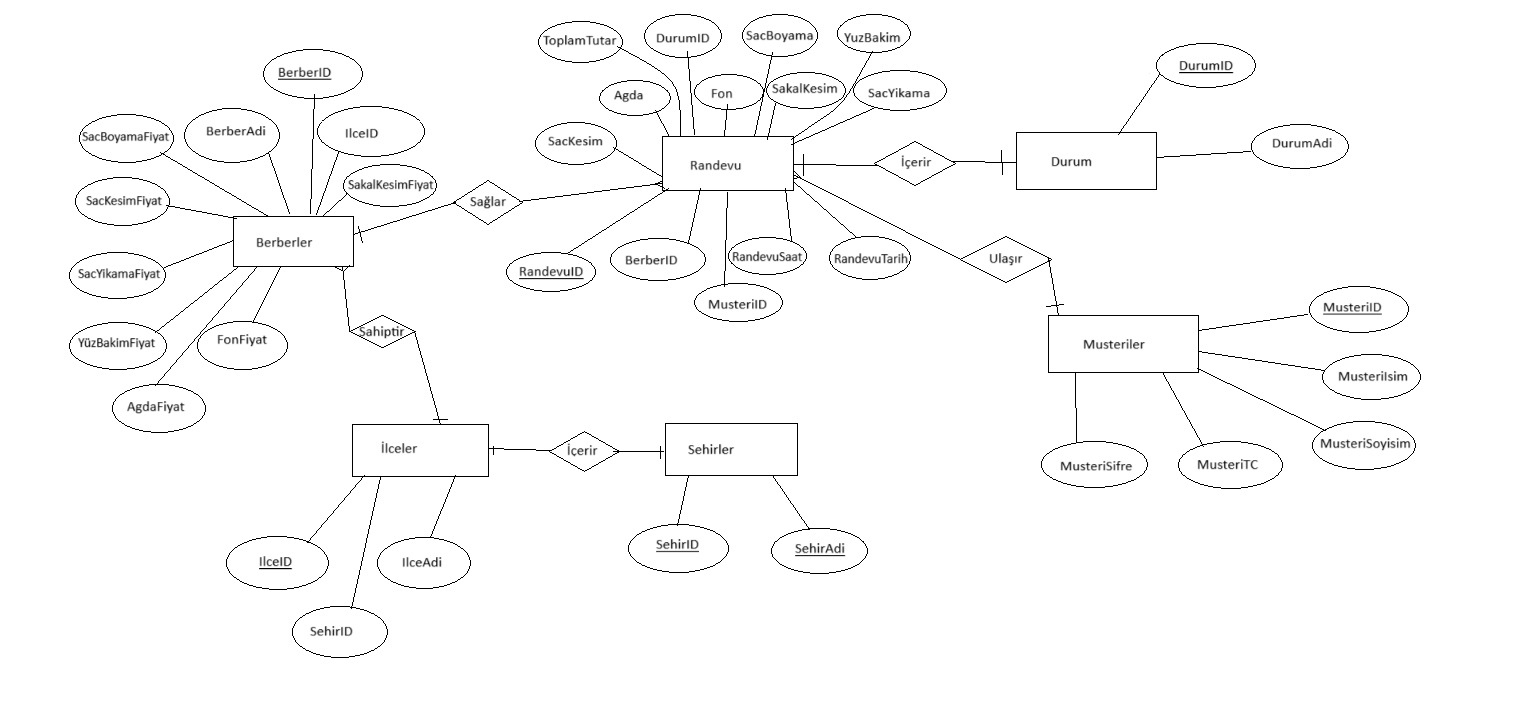 ToplamTutar
DurumID
SacBoyama
YuzBakim
DurumID
BerberID
Agda
Fon
SakalKesim
SacYikama
SacBoyamaFiyat
BerberAdi
IlceID
SacKesim
DurumAdi
Randevu
İçerir
Durum
SakalKesimFiyat
SacKesimFiyat
Sağlar
Berberler
BerberID
RandevuSaat
RandevuTarih
Ulaşır
SacYikamaFiyat
RandevuID
MusteriID
MusteriID
YüzBakimFiyat
FonFiyat
Sahiptir
Musteriler
MusteriIsim
AgdaFiyat
İlceler
İçerir
Sehirler
MusteriSoyisim
MusteriSifre
MusteriTC
IlceID
IlceAdi
SehirID
SehirAdi
SehirID